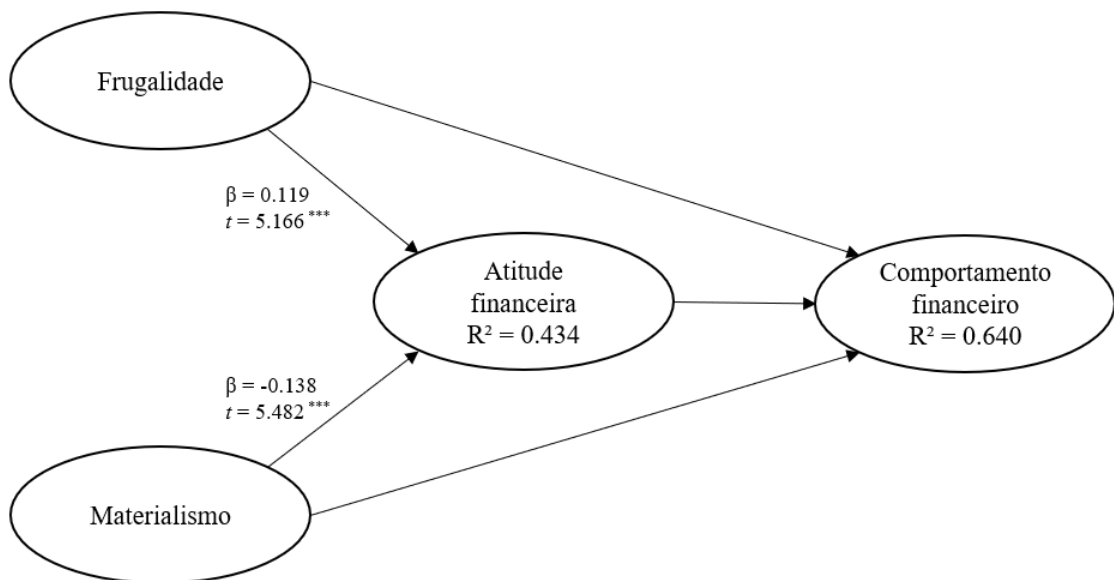 Frugalidade
β = 0.119
t = 5.166 ***
Atitude
financeira
R² = 0.434
Comportamento
financeiro
R² = 0.640
β = -0.138
t = 5.482 ***
Materialismo